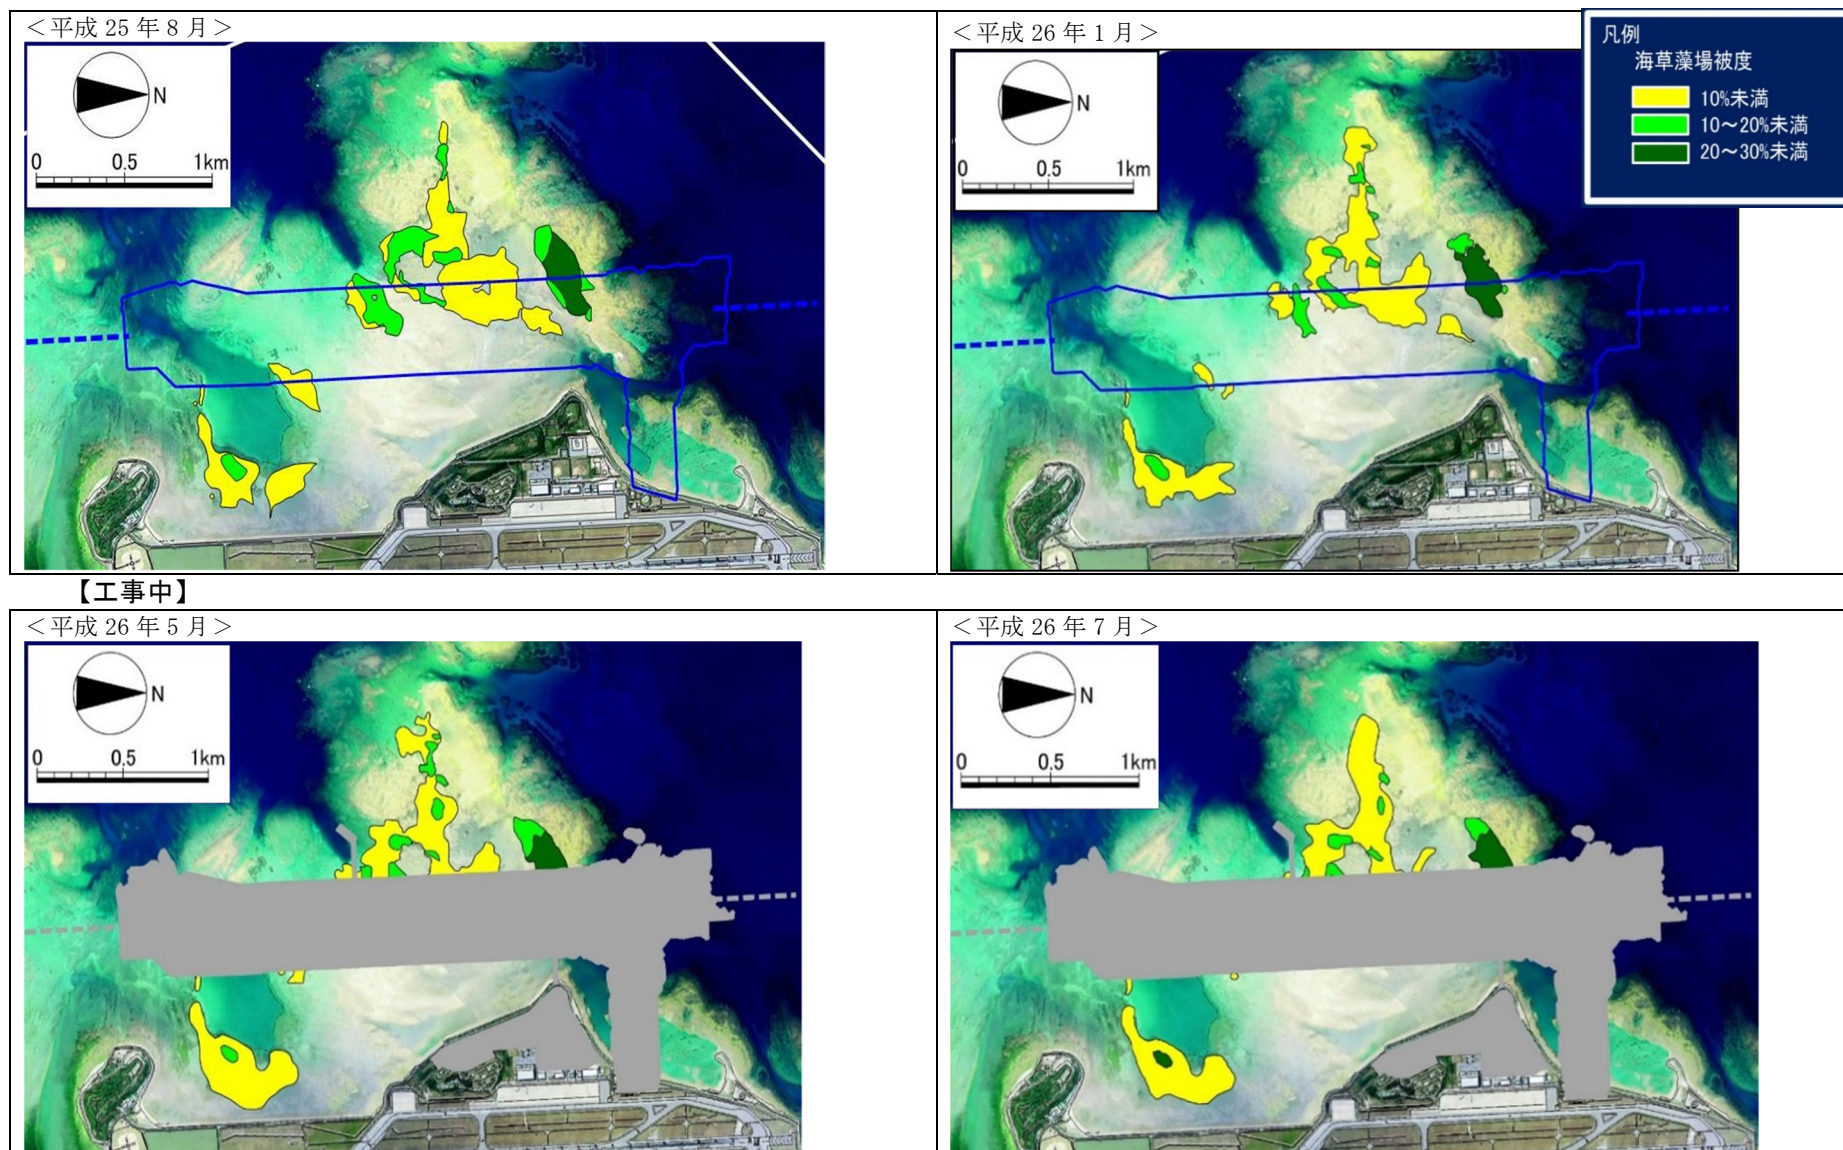 ＜平成 25 年 8 月＞
N
0 0.5 1km
＜平成 26 年 1 月＞
N
0 0.5 1km
凡例
海草藻場被度
10%未満
10～20%未満
20～30%未満
【工事中】
＜平成 26 年 5 月＞
N
0 0.5 1km
＜平成 26 年 7 月＞
N
0 0.5 1km